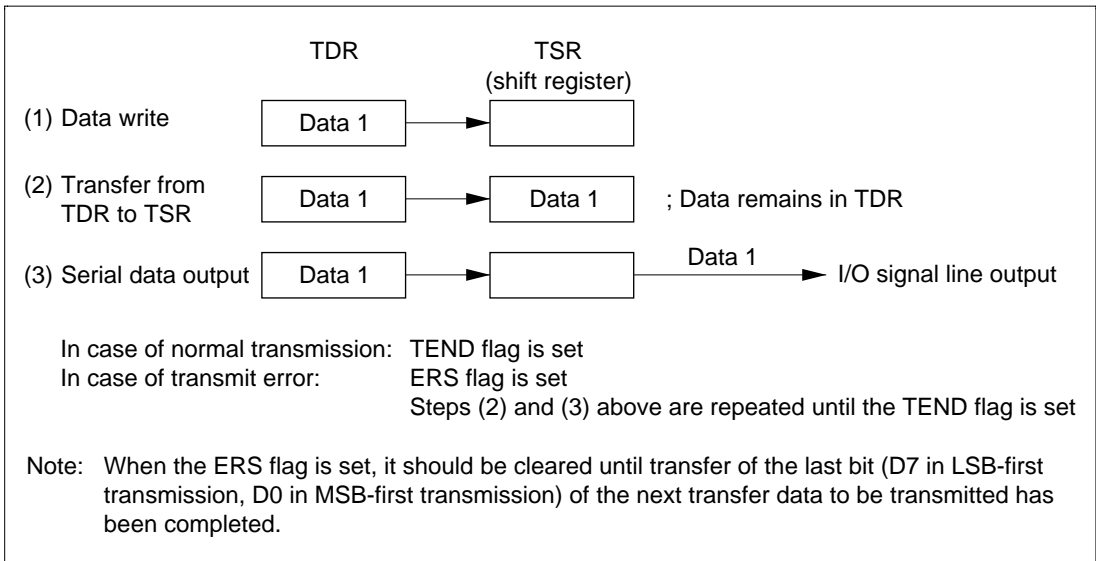 TDR TSR
(shift register)
(1) Data write Data 1
(2) Transfer from
TDR to TSR Data 1 Data 1 ; Data remains in TDR
(3) Serial data output Data 1 Data 1 I/O signal line output
In case of normal transmission: TEND flag is set
In case of transmit error: ERS flag is set
Steps (2) and (3) above are repeated until the TEND flag is set
Note: When the ERS flag is set, it should be cleared until transfer of the last bit (D7 in LSB-first
transmission, D0 in MSB-first transmission) of the next transfer data to be transmitted has
been completed.